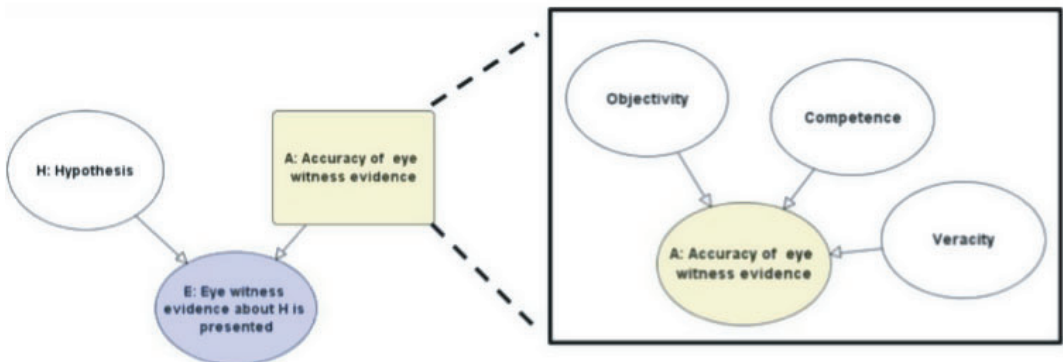 H: Hypothesis
A: Accuracy of eye
witness evidence
E: Eye witness
evidence about H is
presented
Objectivity
Competence
A: Accuracy of eye
witness evidence
Veracity